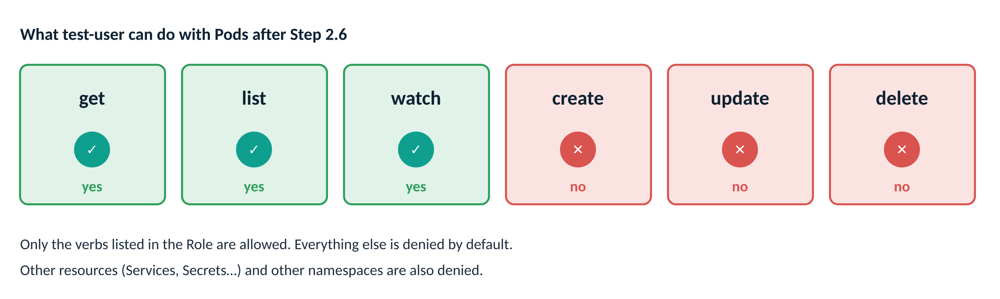 What test-user can do with Pods after Step 2.6
get
list
watch
create
update
delete
✓
✓
✓
✕
✕
✕
yes
yes
yes
no
no
no
Only the verbs listed in the Role are allowed. Everything else is denied by default.
Other resources (Services, Secrets...) and other namespaces are also denied.